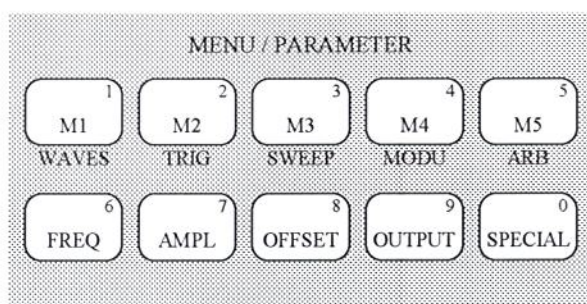 MENU / PARAMETER
1 2 3 4 5
M1 M2 M3 M4 M5
WAVES TRIG SWEEP MODU ARB
6 7 8 9 0
FREQ AMPL OFFSET OUTPUT SPECIAL